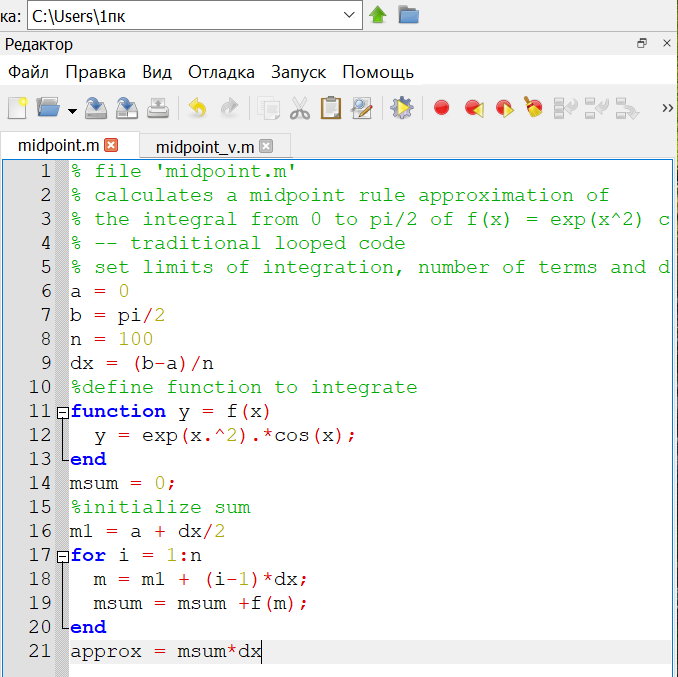 ка: C:\Users\1пк
Редактор
Файл Правка Вид Отладка Запуск Помощь
midpoint.m midpoint_v.m
1 % file 'midpoint.m'
2 % calculates a midpoint rule approximation of
3 % the integral from 0 to pi/2 of f(x) = exp(x^2) c
4 % -- traditional looped code
5 % set limits of integration, number of terms and d
6 a = 0
7 b = pi/2
8 n = 100
9 dx = (b-a)/n
10 %define function to integrate
11 function y = f(x)
12 y = exp(x.^2).*cos(x);
13 end
14 msum = 0;
15 %initialize sum
16 m1 = a + dx/2
17 for i = 1:n
18 m = m1 + (i-1)*dx;
19 msum = msum +f(m);
20 end
21 approx = msum*dx